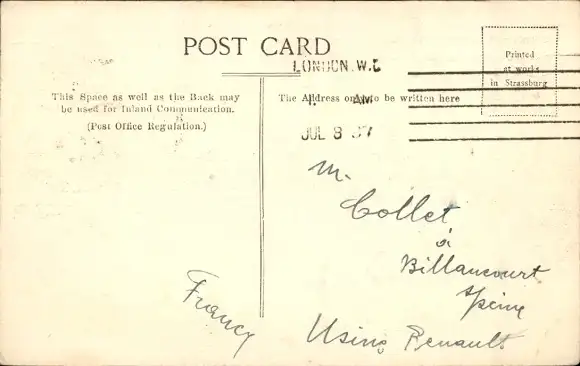 POST CARD
LONDON. W.C
This Space as well as the Back may
be used for Inland Communication.
(Post Office Regulation.)
The Address only to be written here
AM
JUL 8 07
Printed
at works
in Strassburg
M.
Collet
à
Billancourt
Seine
Usine Renault
France